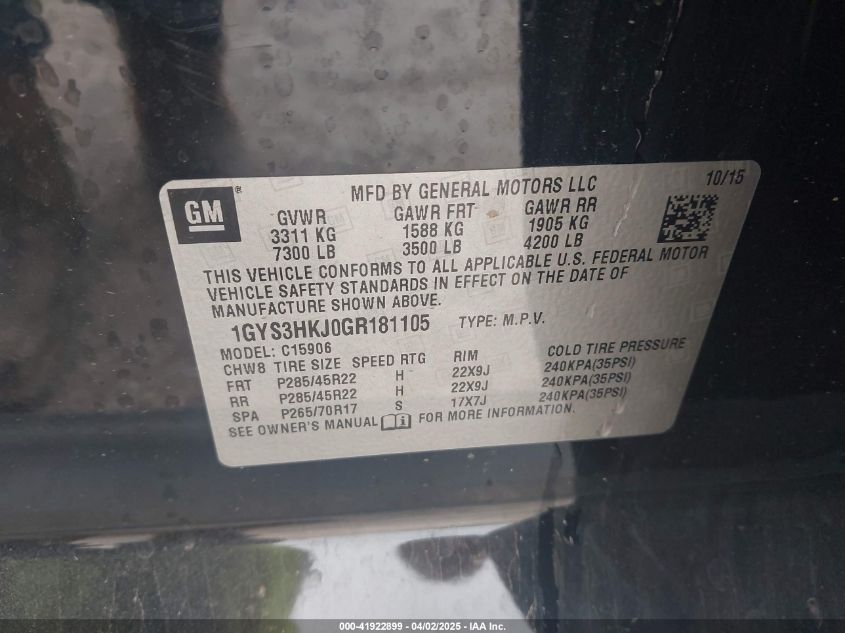 GM ®
MFD BY GENERAL MOTORS LLC
10/15
GVWR GAWR FRT GAWR RR
3311 KG 1588 KG 1905 KG
7300 LB 3500 LB 4200 LB
THIS VEHICLE CONFORMS TO ALL APPLICABLE U.S. FEDERAL MOTOR
VEHICLE SAFETY STANDARDS IN EFFECT ON THE DATE OF
MANUFACTURE SHOWN ABOVE.
1GYS3HKJ0GR181105 TYPE: M.P.V.
MODEL: C15906
CHW8 TIRE SIZE SPEED RTG RIM COLD TIRE PRESSURE
FRT P285/45R22 H 22X9J 240KPA(35PSI)
RR P285/45R22 H 22X9J 240KPA(35PSI)
SPA P265/70R17 S 17X7J 240KPA(35PSI)
SEE OWNER'S MANUAL i FOR MORE INFORMATION.
000-41922899 | 04/02/2025 | IAA Inc.